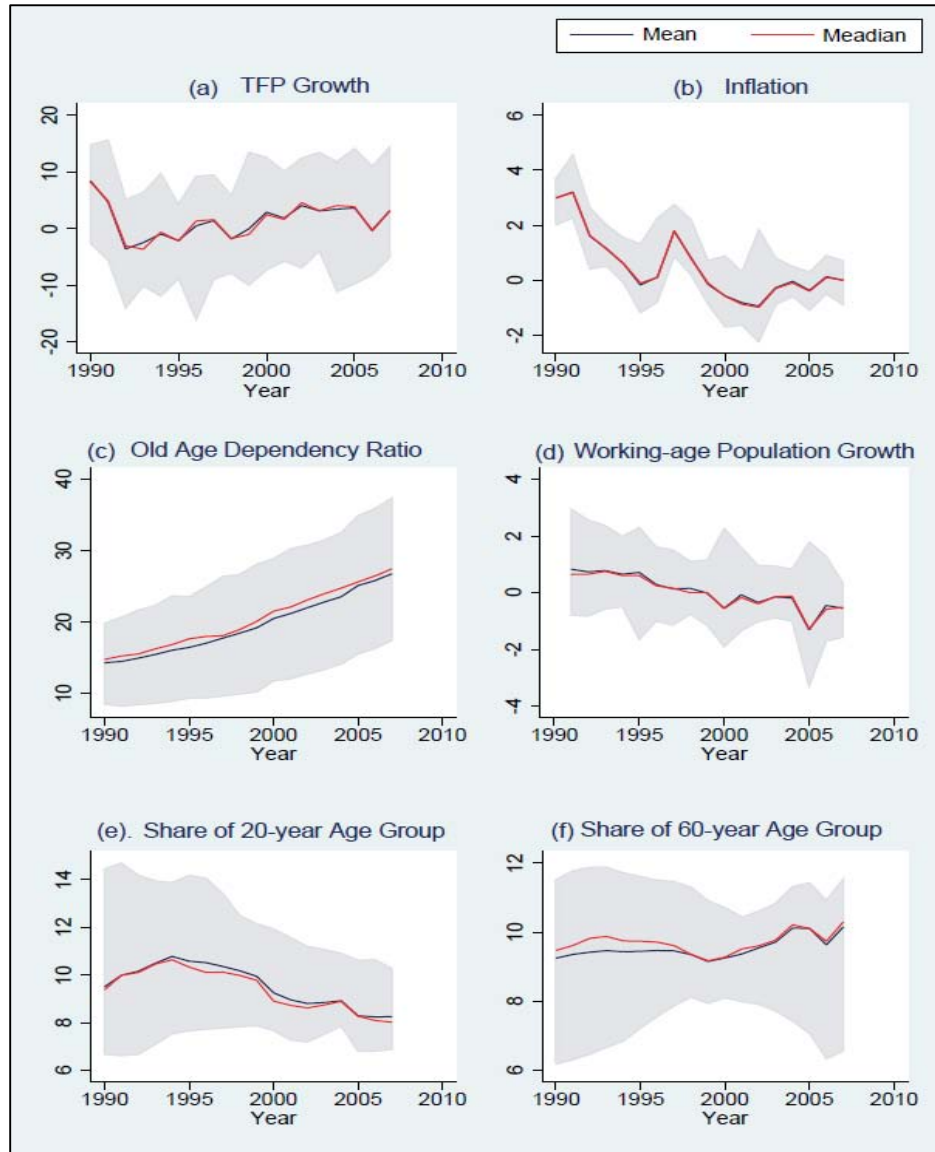 Mean Meadian
(a) TFP Growth (b) Inflation
20
10
0
-10
-20
1990 1995 2000 2005 2010
Year
6
4
2
0
-2
1990 1995 2000 2005 2010
Year
(c) Old Age Dependency Ratio (d) Working-age Population Growth
40
30
20
10
1990 1995 2000 2005 2010
Year
4
2
0
-2
-4
1990 1995 2000 2005 2010
Year
(e). Share of 20-year Age Group (f) Share of 60-year Age Group
14
12
10
8
6
1990 1995 2000 2005 2010
Year
12
10
8
6
1990 1995 2000 2005 2010
Year